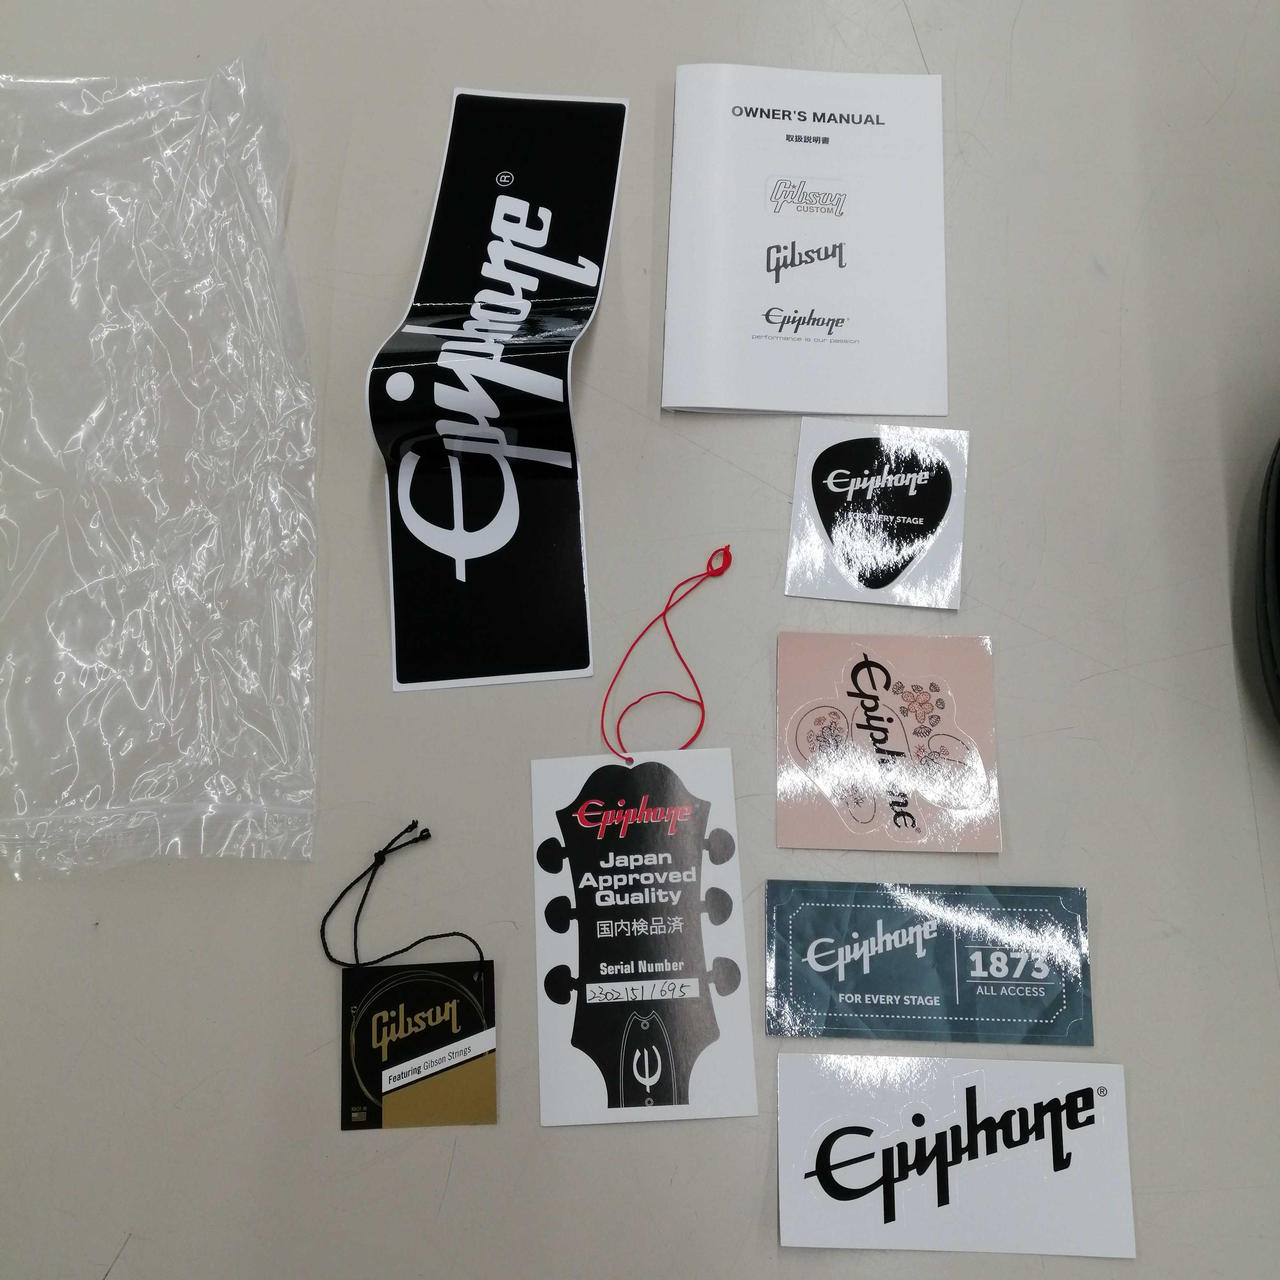 Epiphone®
OWNER'S MANUAL
取扱説明書
Gibson
CUSTOM
Gibson
Epiphone®
performance is our passion
Epiphone
FOR EVERY STAGE
Epiphone
Epiphone
Japan
Approved
Quality
国内検品済
Serial Number
23021511695
Gibson
Featuring Gibson Strings
Epiphone
FOR EVERY STAGE
1873
ALL ACCESS
Epiphone®